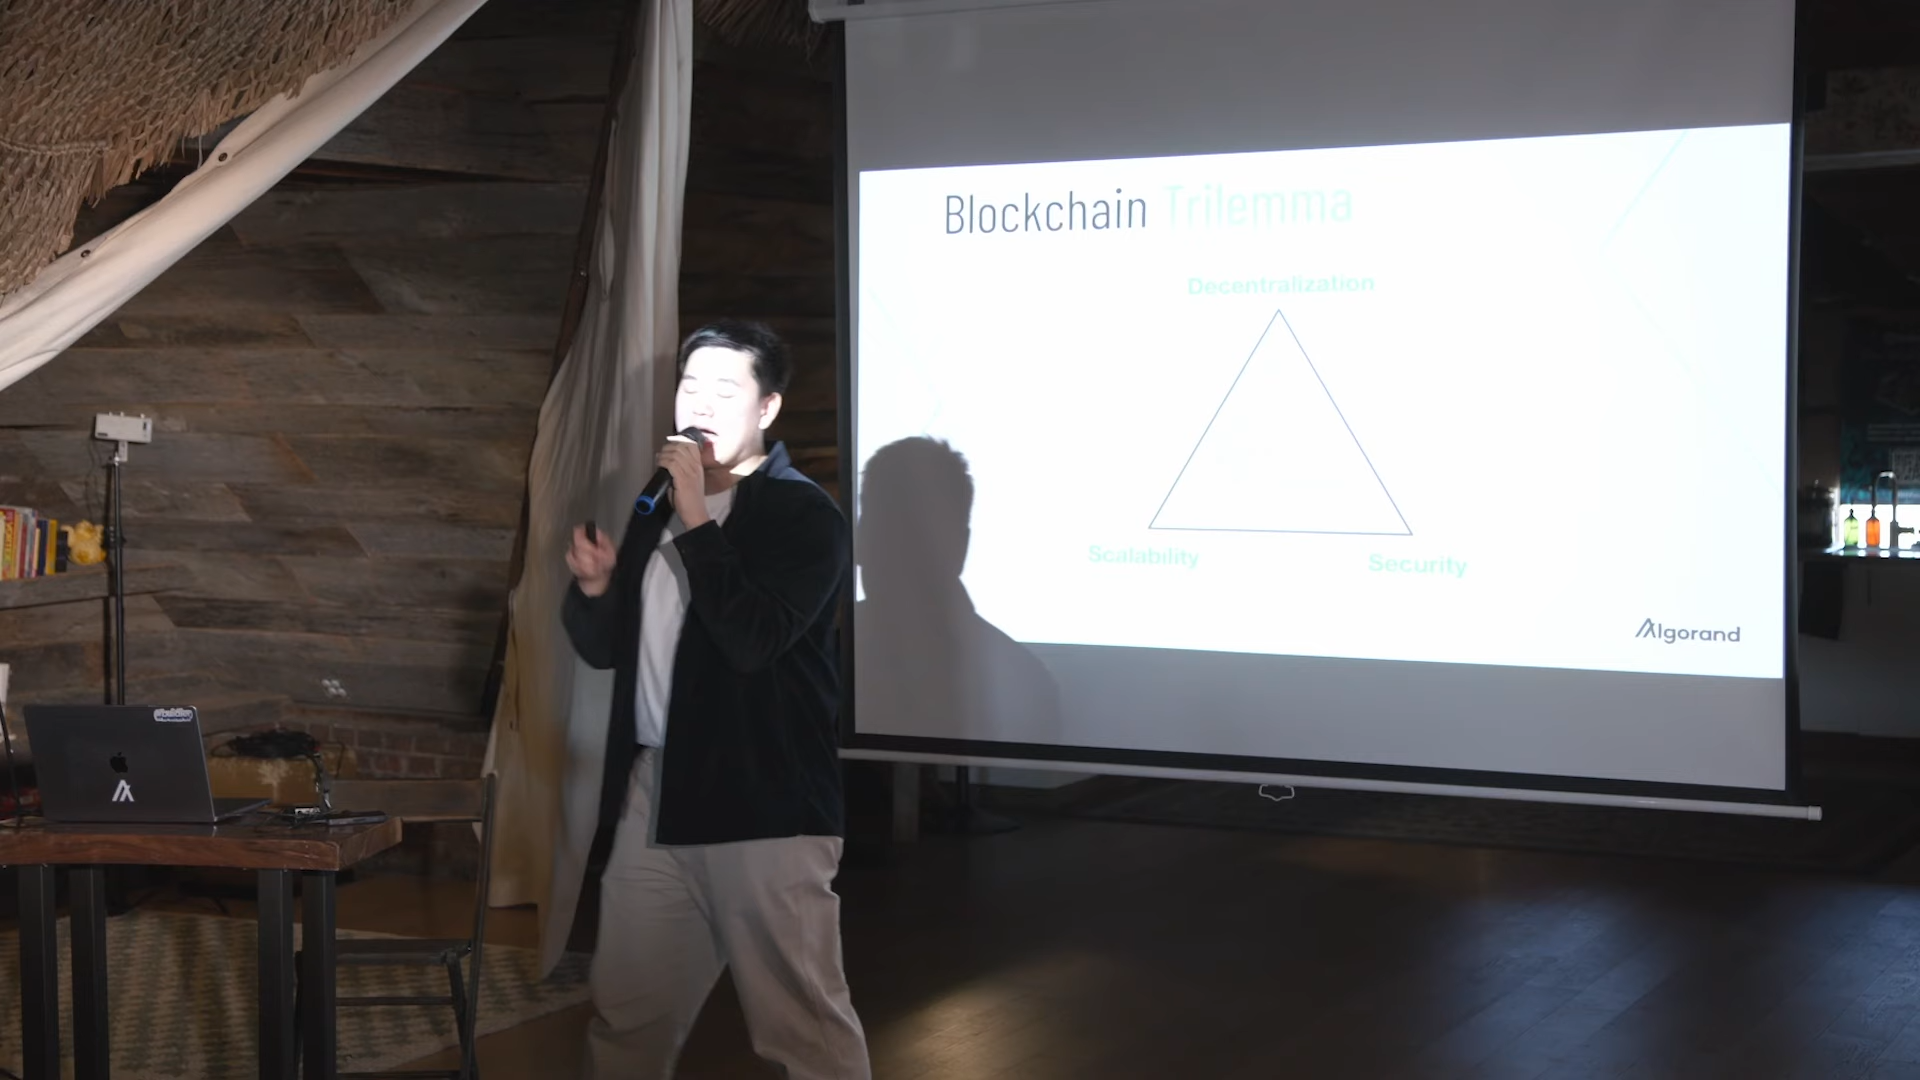 Blockchain Trilemma
Decentralization
Scalability
Security
Algorand